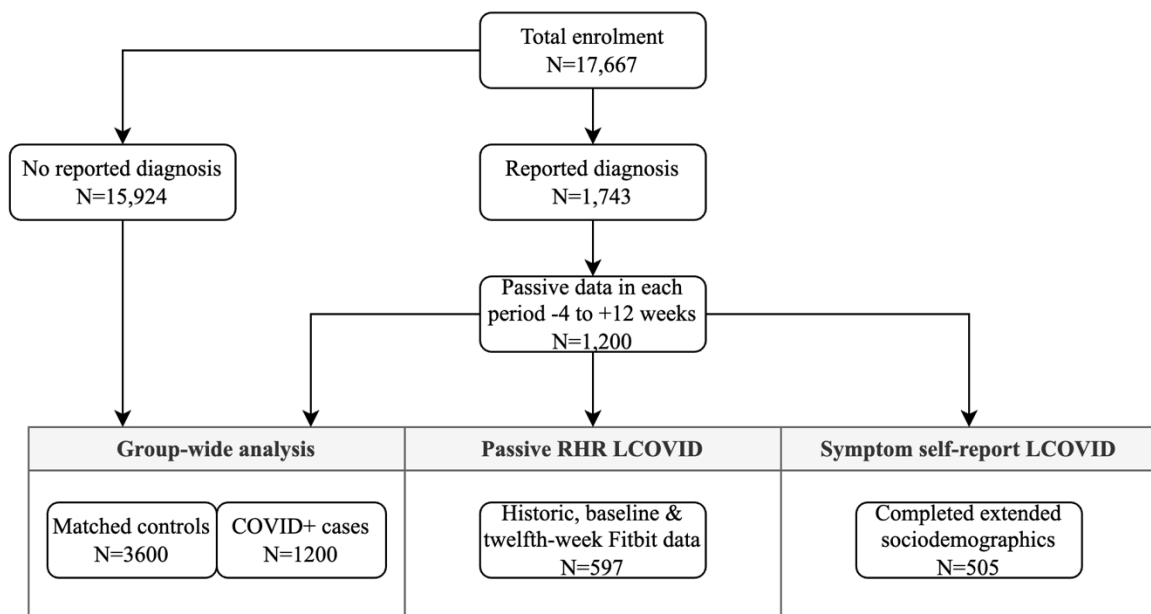 Total enrolment
N=17,667
No reported diagnosis
N=15,924
Reported diagnosis
N=1,743
Passive data in each
period -4 to +12 weeks
N=1,200
Group-wide analysis
Passive RHR LCOVID
Symptom self-report LCOVID
Matched controls
N=3600
COVID+ cases
N=1200
Historic, baseline &
twelfth-week Fitbit data
N=597
Completed extended
sociodemographics
N=505